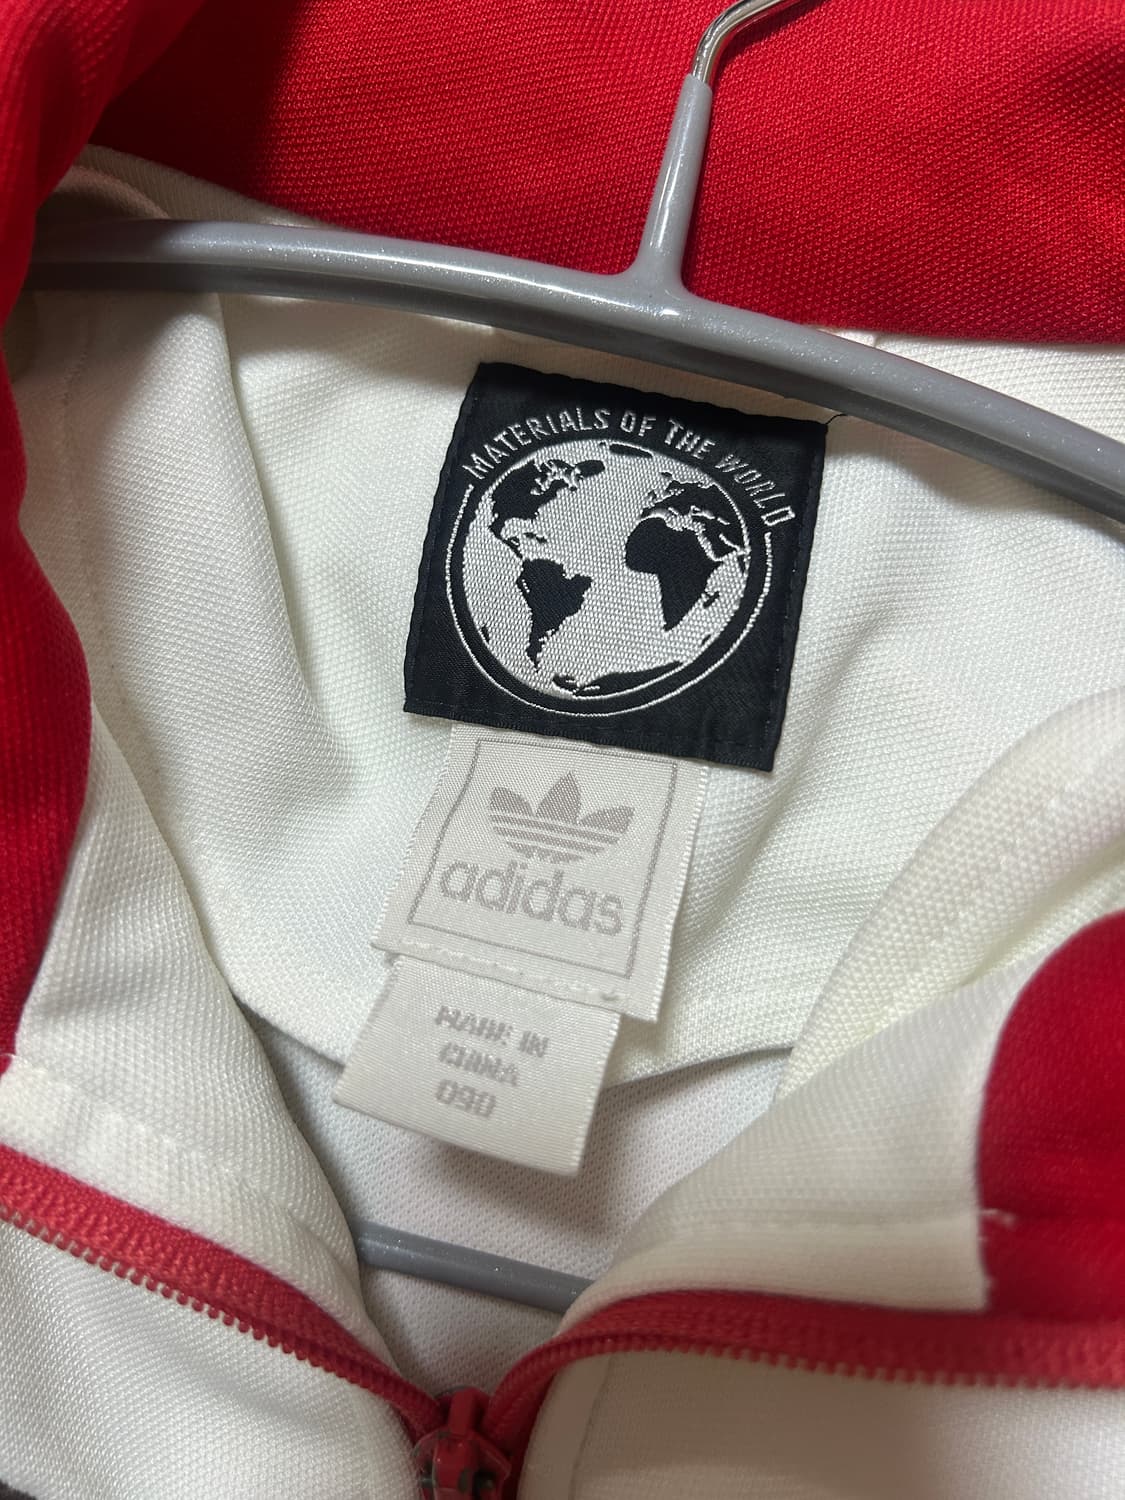 MATERIALS OF THE WORLD
adidas
MADE IN
CHINA
090